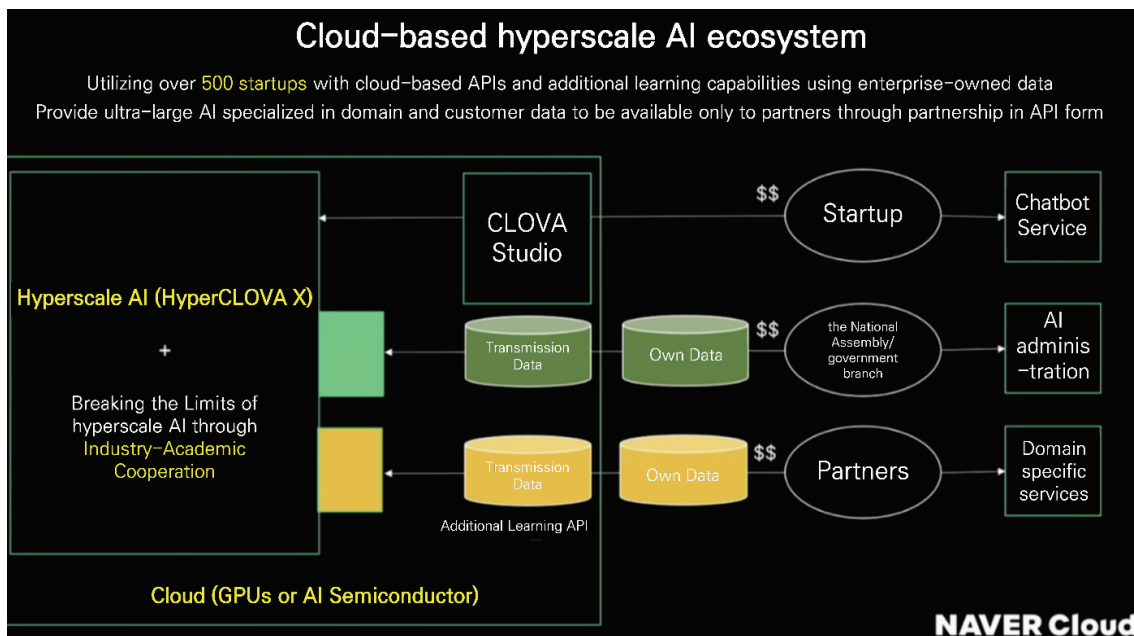 Cloud-based hyperscale AI ecosystem
Utilizing over 500 startups with cloud-based APIs and additional learning capabilities using enterprise-owned data
Provide ultra-large AI specialized in domain and customer data to be available only to partners through partnership in API form
CLOVA
Studio
$$
Startup
Chatbot
Service
Hyperscale AI (HyperCLOVA X)
+
Breaking the Limits of
hyperscale AI through
Industry-Academic
Cooperation
Transmission
Data
Own Data
$$
the National
Assembly/
government
branch
AI
adminis
-tration
Transmission
Data
Own Data
$$
Partners
Domain
specific
services
Additional Learning API
Cloud (GPUs or AI Semiconductor)
NAVER Cloud